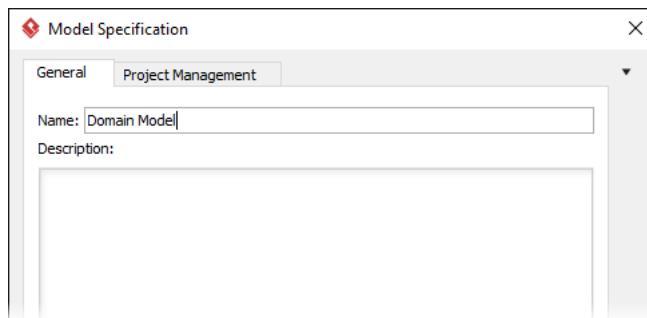 Model Specification
General Project Management
Name: Domain Model
Description: